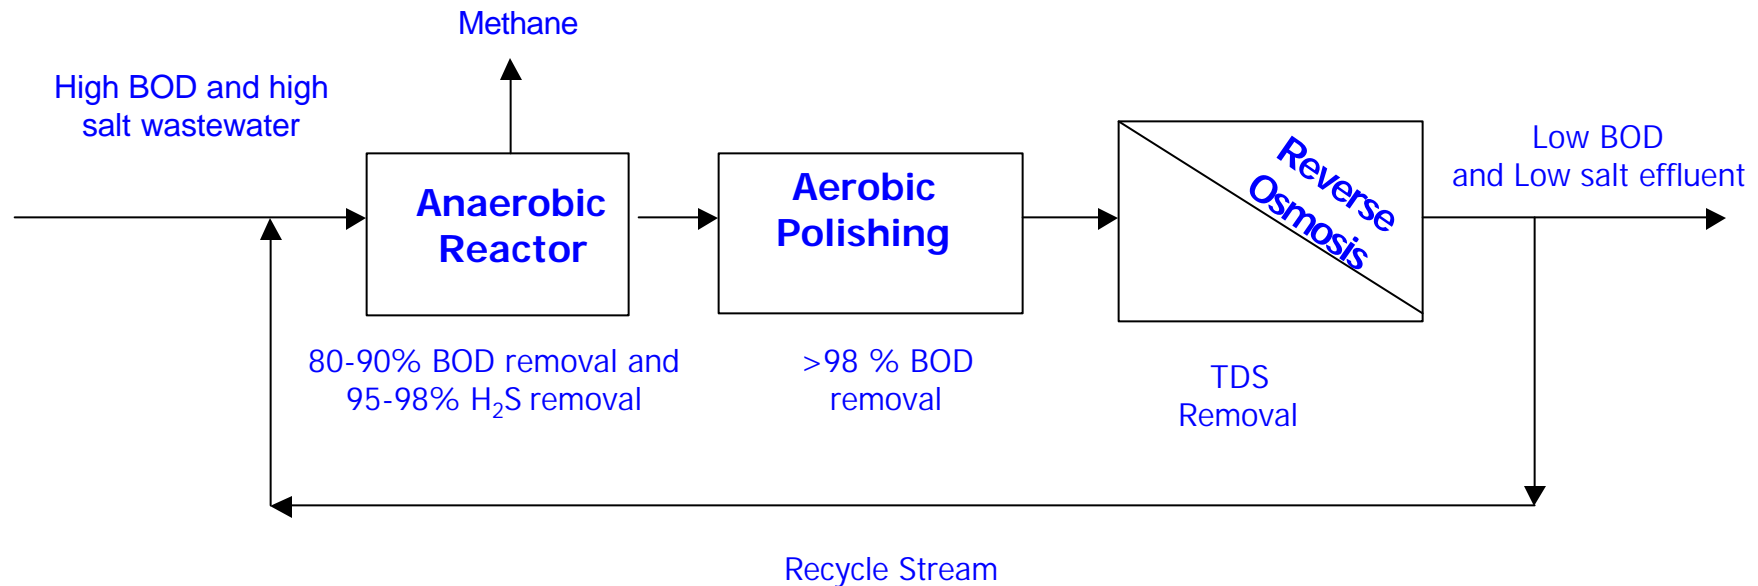 Methane
High BOD and high
salt wastewater
Anaerobic
Reactor
Aerobic
Polishing
Reverse
Osmosis
Low BOD
and Low salt effluent
80-90% BOD removal and
95-98% H₂S removal
>98 % BOD
removal
TDS
Removal
Recycle Stream